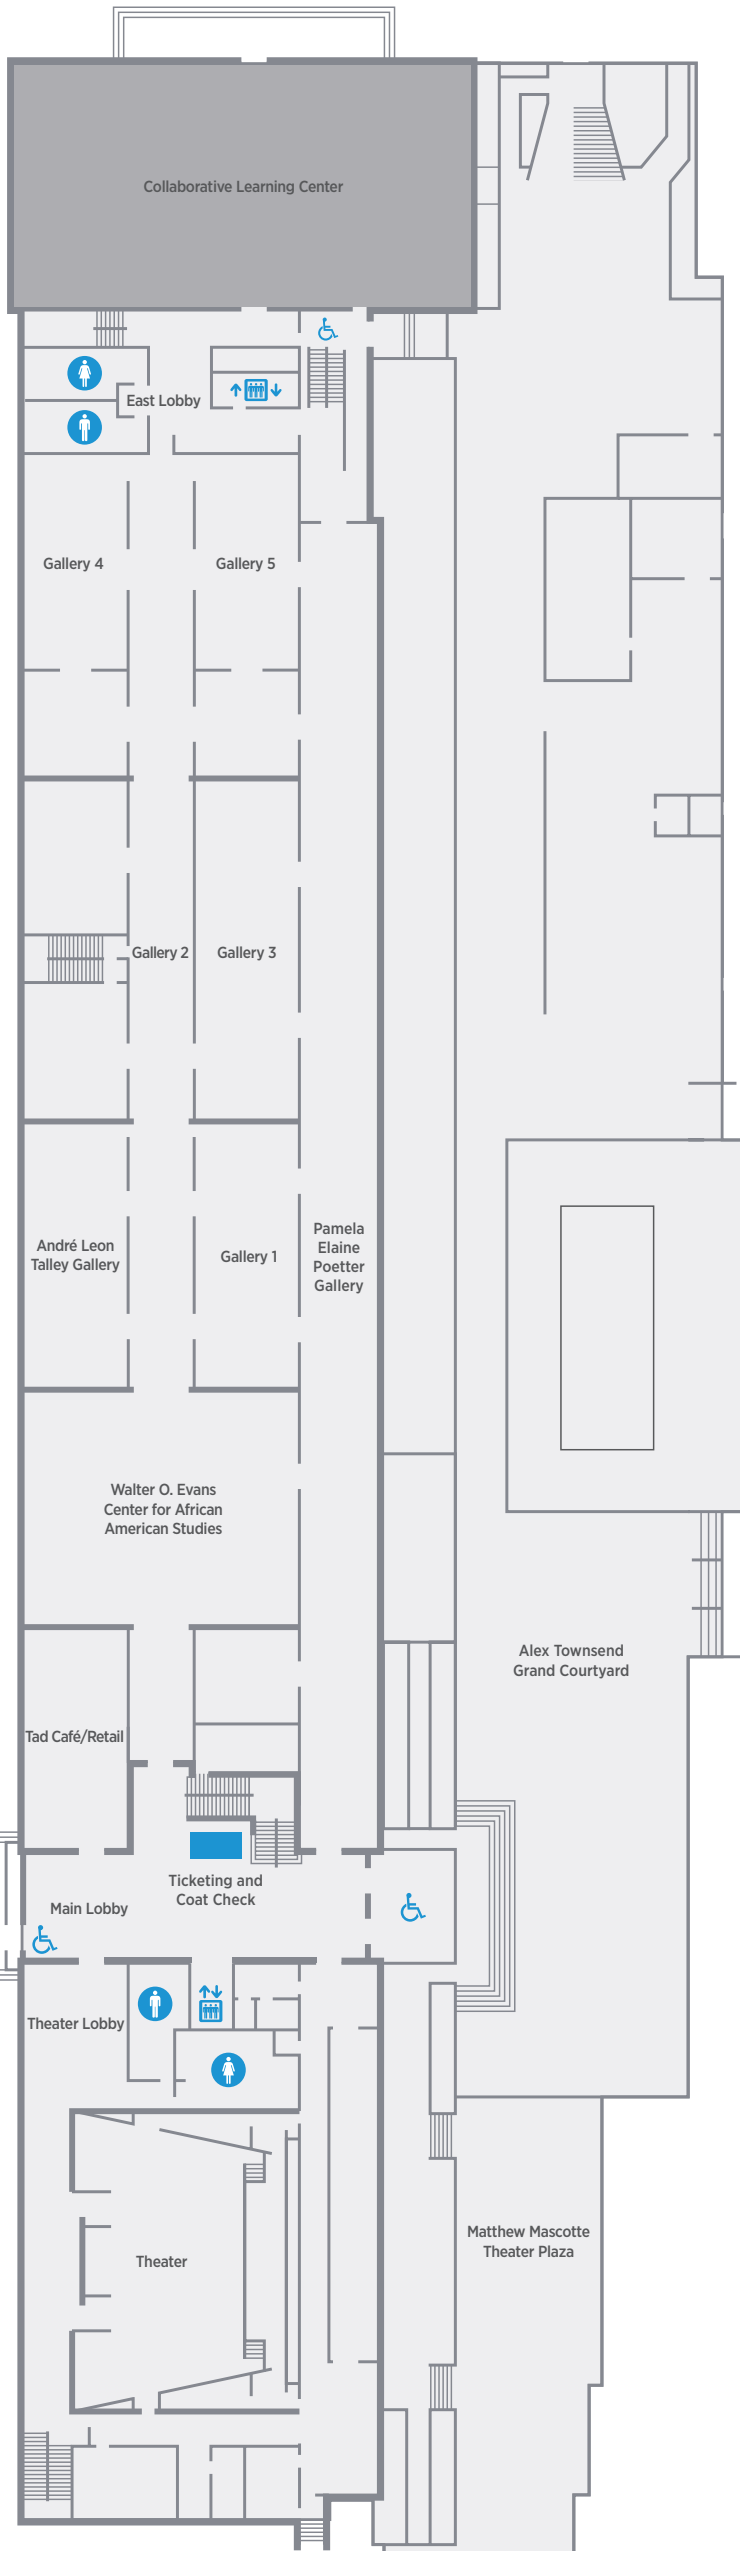 Collaborative Learning Center
East Lobby
Gallery 4
Gallery 5
Gallery 2
Gallery 3
André Leon
Talley Gallery
Gallery 1
Pamela
Elaine
Poetter
Gallery
Walter O. Evans
Center for African
American Studies
Alex Townsend
Grand Courtyard
Tad Café/Retail
Ticketing and
Coat Check
Main Lobby
Theater Lobby
Matthew Mascotte
Theater Plaza
Theater